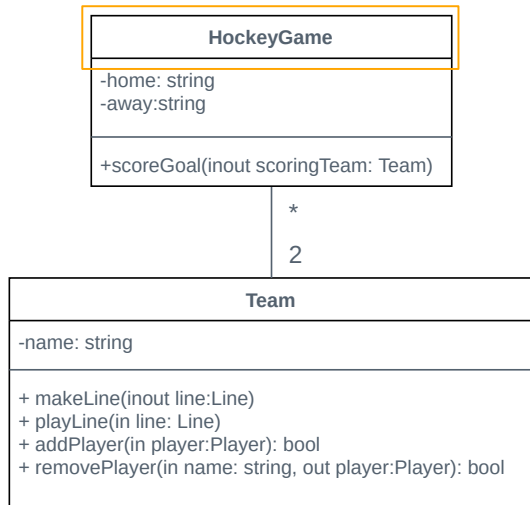 HockeyGame
-home: string
-away:string
+scoreGoal(inout scoringTeam: Team)
*
2
Team
-name: string
+ makeLine(inout line:Line)
+ playLine(in line: Line)
+ addPlayer(in player:Player): bool
+ removePlayer(in name: string, out player:Player): bool